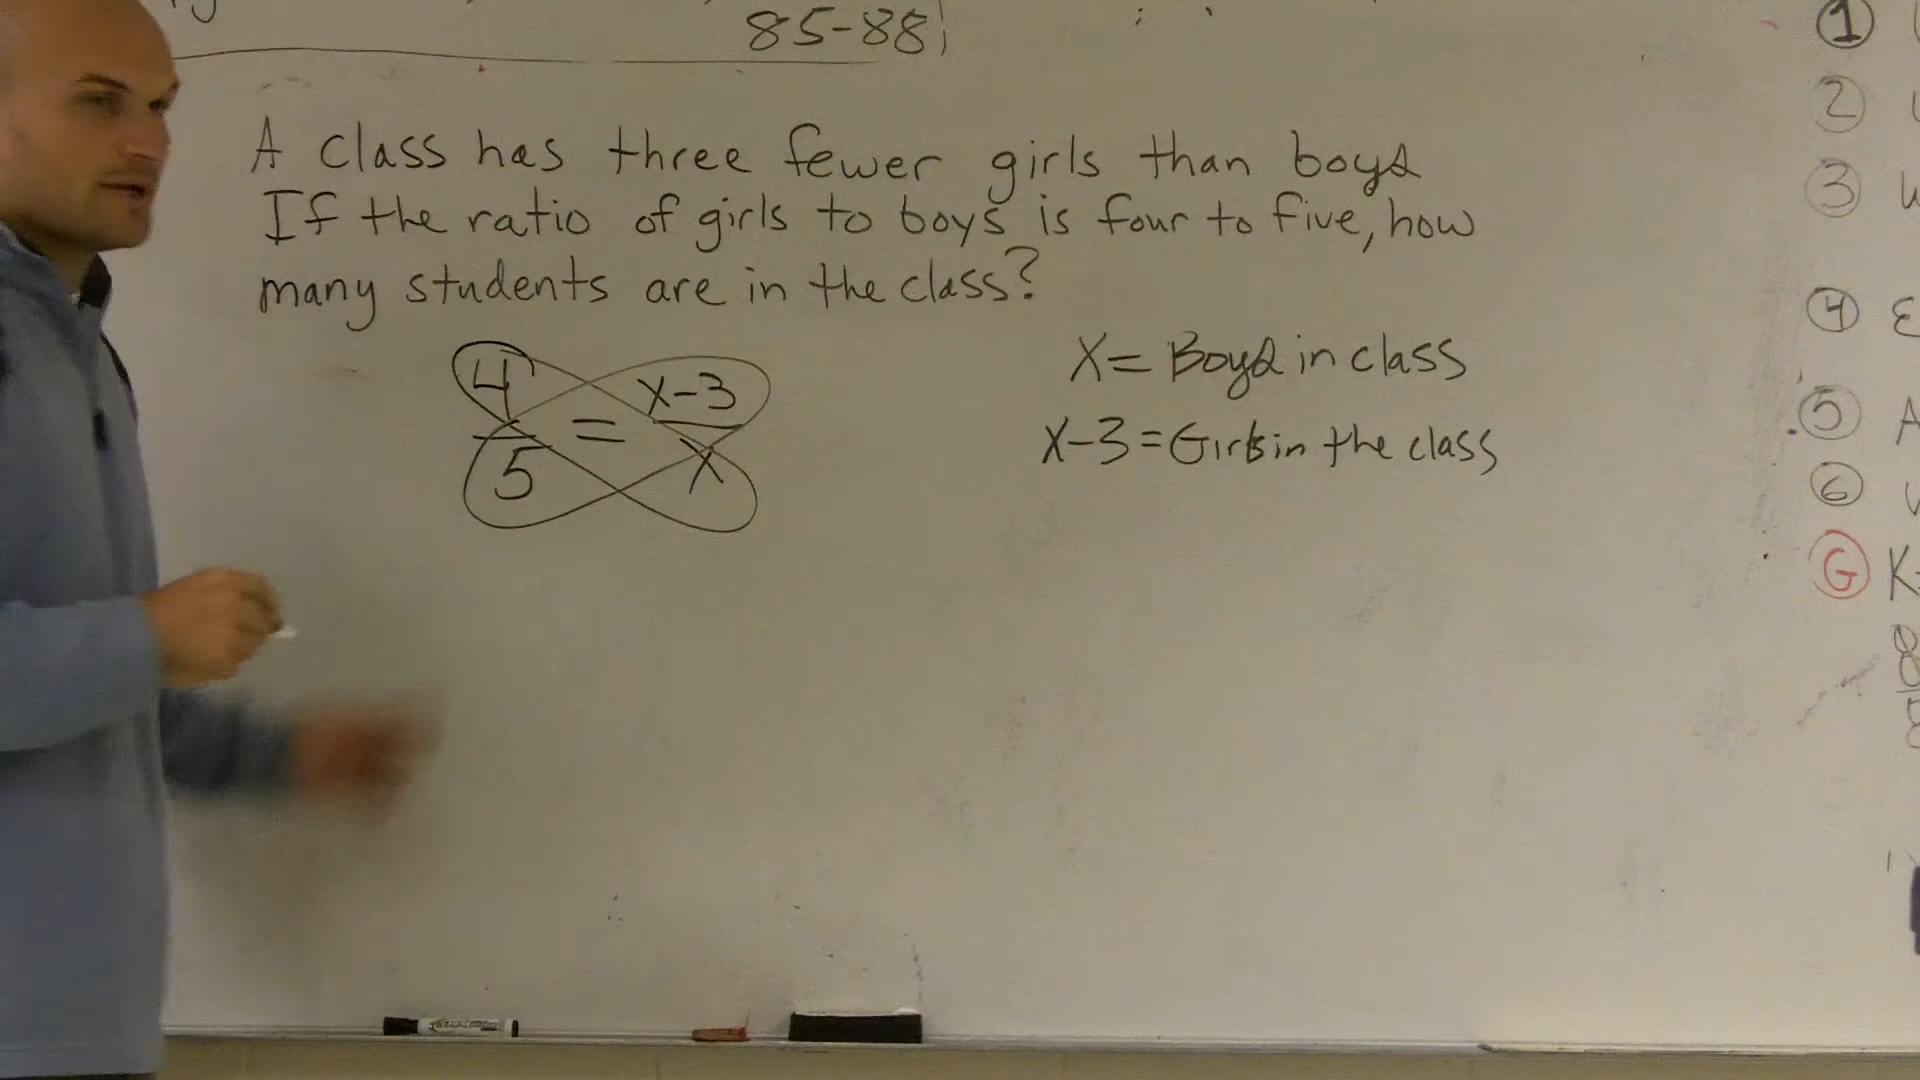 85-88
A class has three fewer girls than boys
If the ratio of girls to boys is four to five, how
many students are in the class?
4/5 = x-3/x
X = Boys in class
X-3 = Girls in the class
1
2
3
4
5 A
6
G K